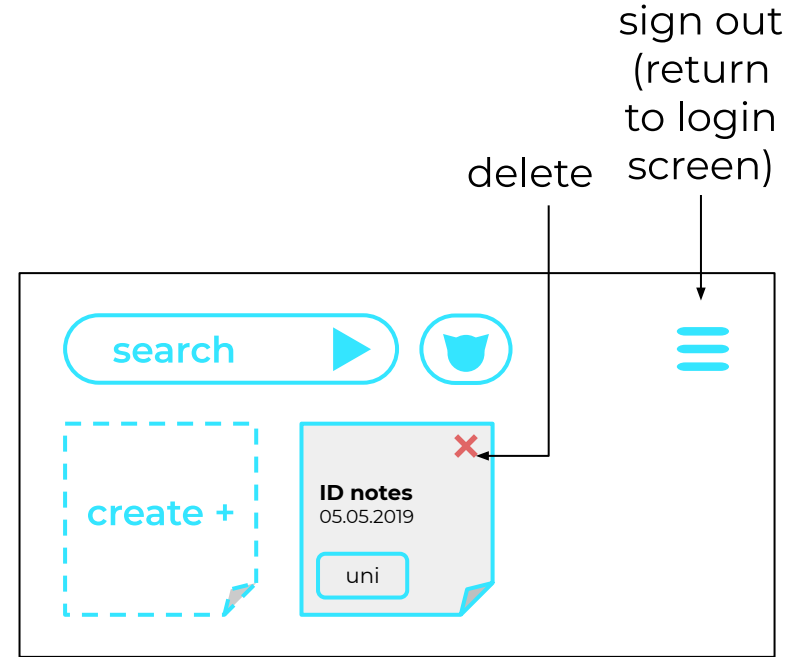 sign out
(return
to login
screen)
delete
search
create +
ID notes
05.05.2019
uni